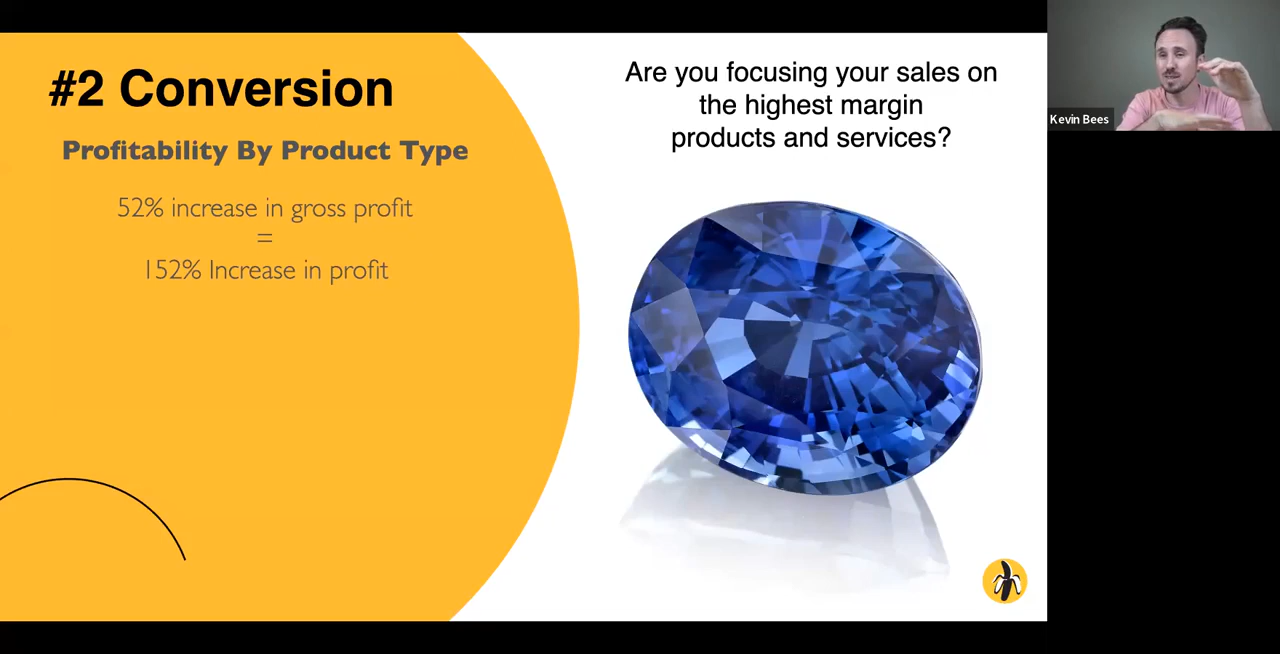 #2 Conversion
Profitability By Product Type
52% increase in gross profit
=
152% Increase in profit
Are you focusing your sales on
the highest margin
products and services?
Kevin Bees